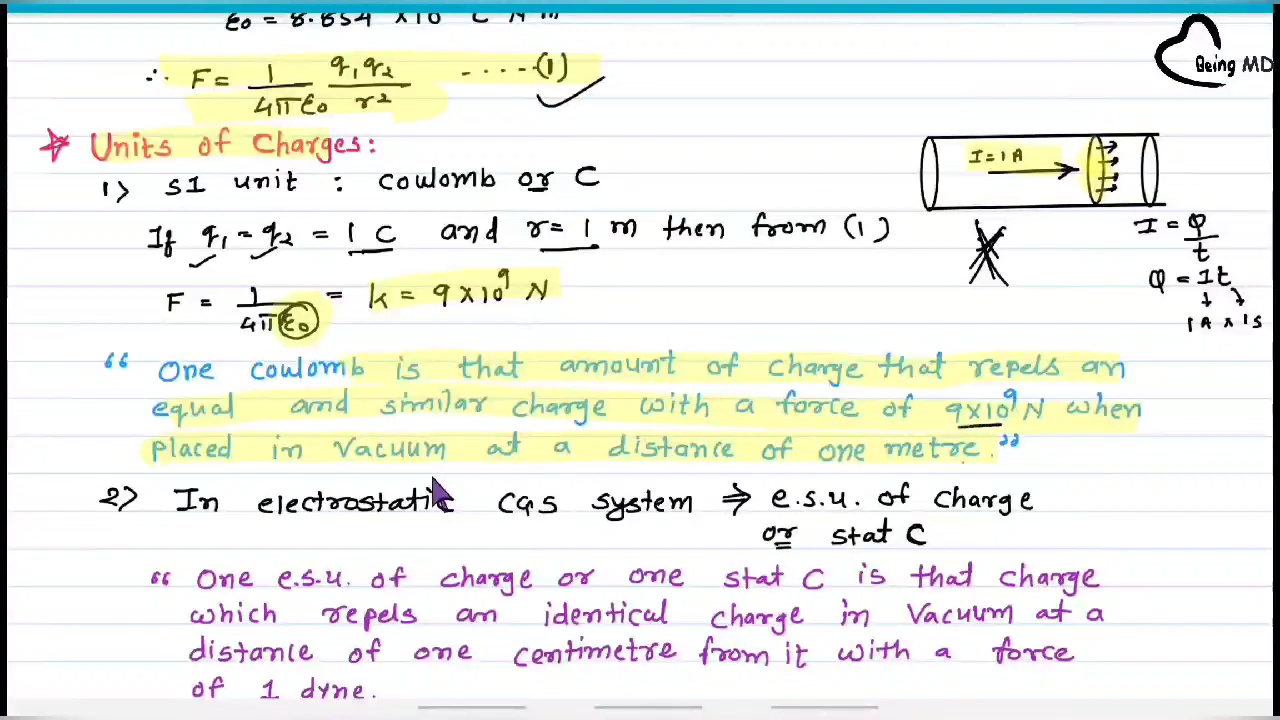 ε₀ = 8.854 × 10 C N m
∴ F = 1/4πε₀ q₁q₂/r² .....(1)
Being MD
Units of Charges:
1) SI unit : coulomb or C
I = 1 A
If q₁ = q₂ = 1 C and r = 1 m then from (1)
I = Q/t
F = 1/4πε₀ = k = 9 × 10⁹ N
Q = It
1A × 1s
“ One coulomb is that amount of charge that repels an
equal and similar charge with a force of 9×10⁹ N when
placed in vacuum at a distance of one metre. ”
2) In electrostatic CGS system ⇒ e.s.u. of charge
or stat C
“ One e.s.u. of charge or one stat C is that charge
which repels an identical charge in vacuum at a
distance of one centimetre from it with a force
of 1 dyne.